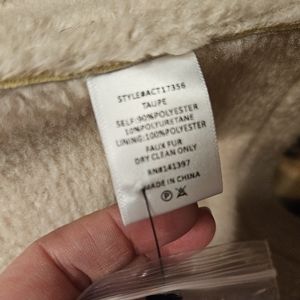 STYLE#ACT17356
TAUPE
SELF:90%POLYESTER
10%POLYURETANE
LINING:100%POLYESTER
FAUX FUR
DRY CLEAN ONLY
RN#141397
MADE IN CHINA
P